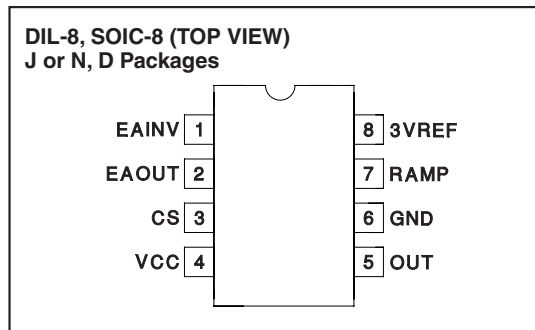 DIL-8, SOIC-8 (TOP VIEW)
J or N, D Packages
EAINV 1 8 3VREF
EAOUT 2 7 RAMP
CS 3 6 GND
VCC 4 5 OUT